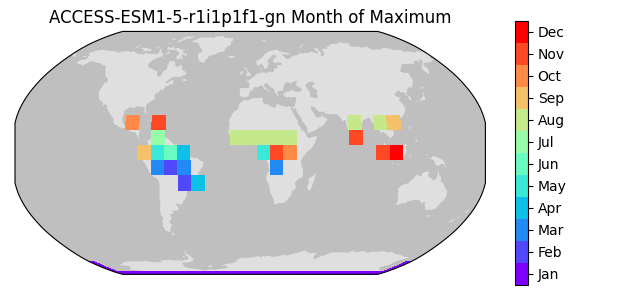 ACCESS-ESM1-5-r1i1p1f1-gn Month of Maximum
Dec
Nov
Oct
Sep
Aug
Jul
Jun
May
Apr
Mar
Feb
Jan